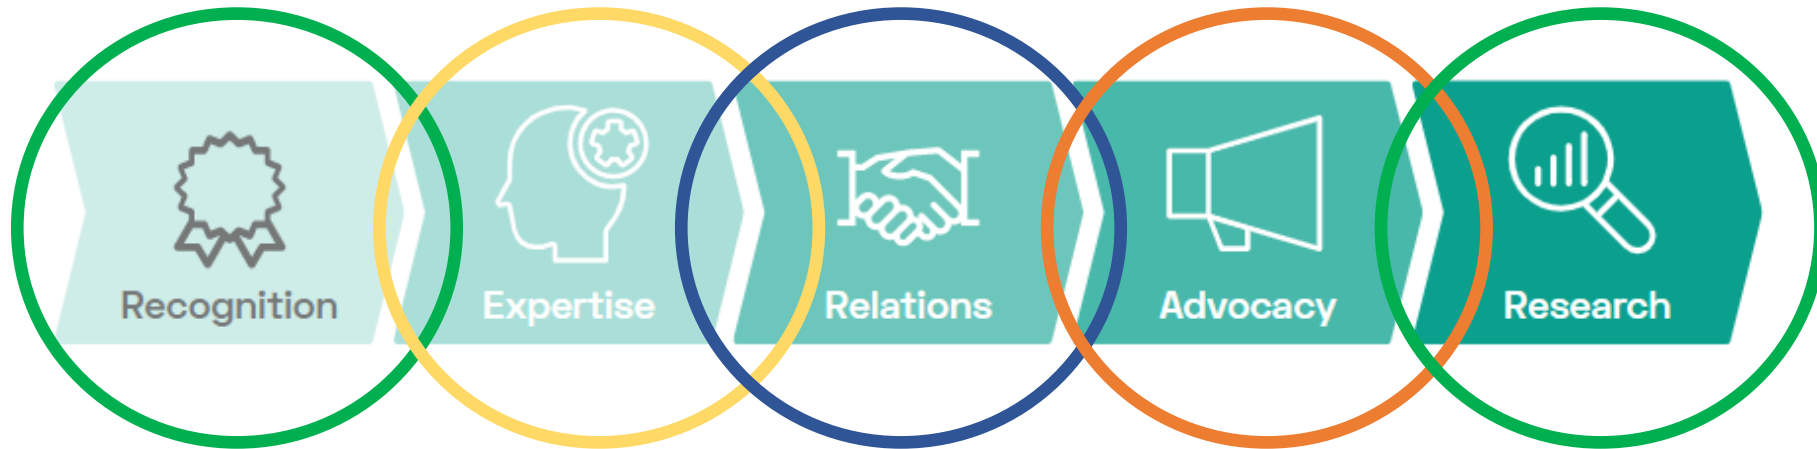 Recognition
Expertise
Relations
Advocacy
Research